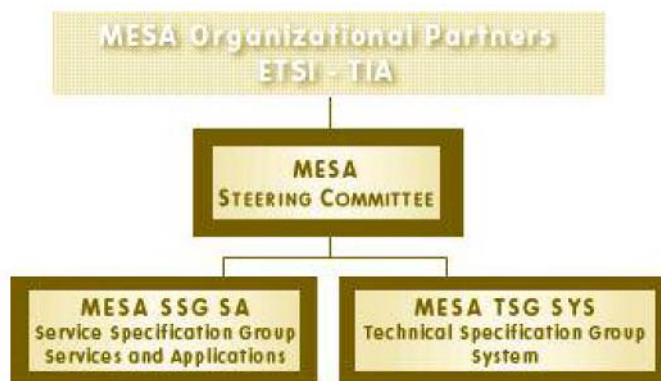 MESA Organizational Partners
ETSI - TIA
MESA
STEERING COMMITTEE
MESA SSG SA
Service Specification Group
Services and Applications
MESA TSG SYS
Technical Specification Group
System